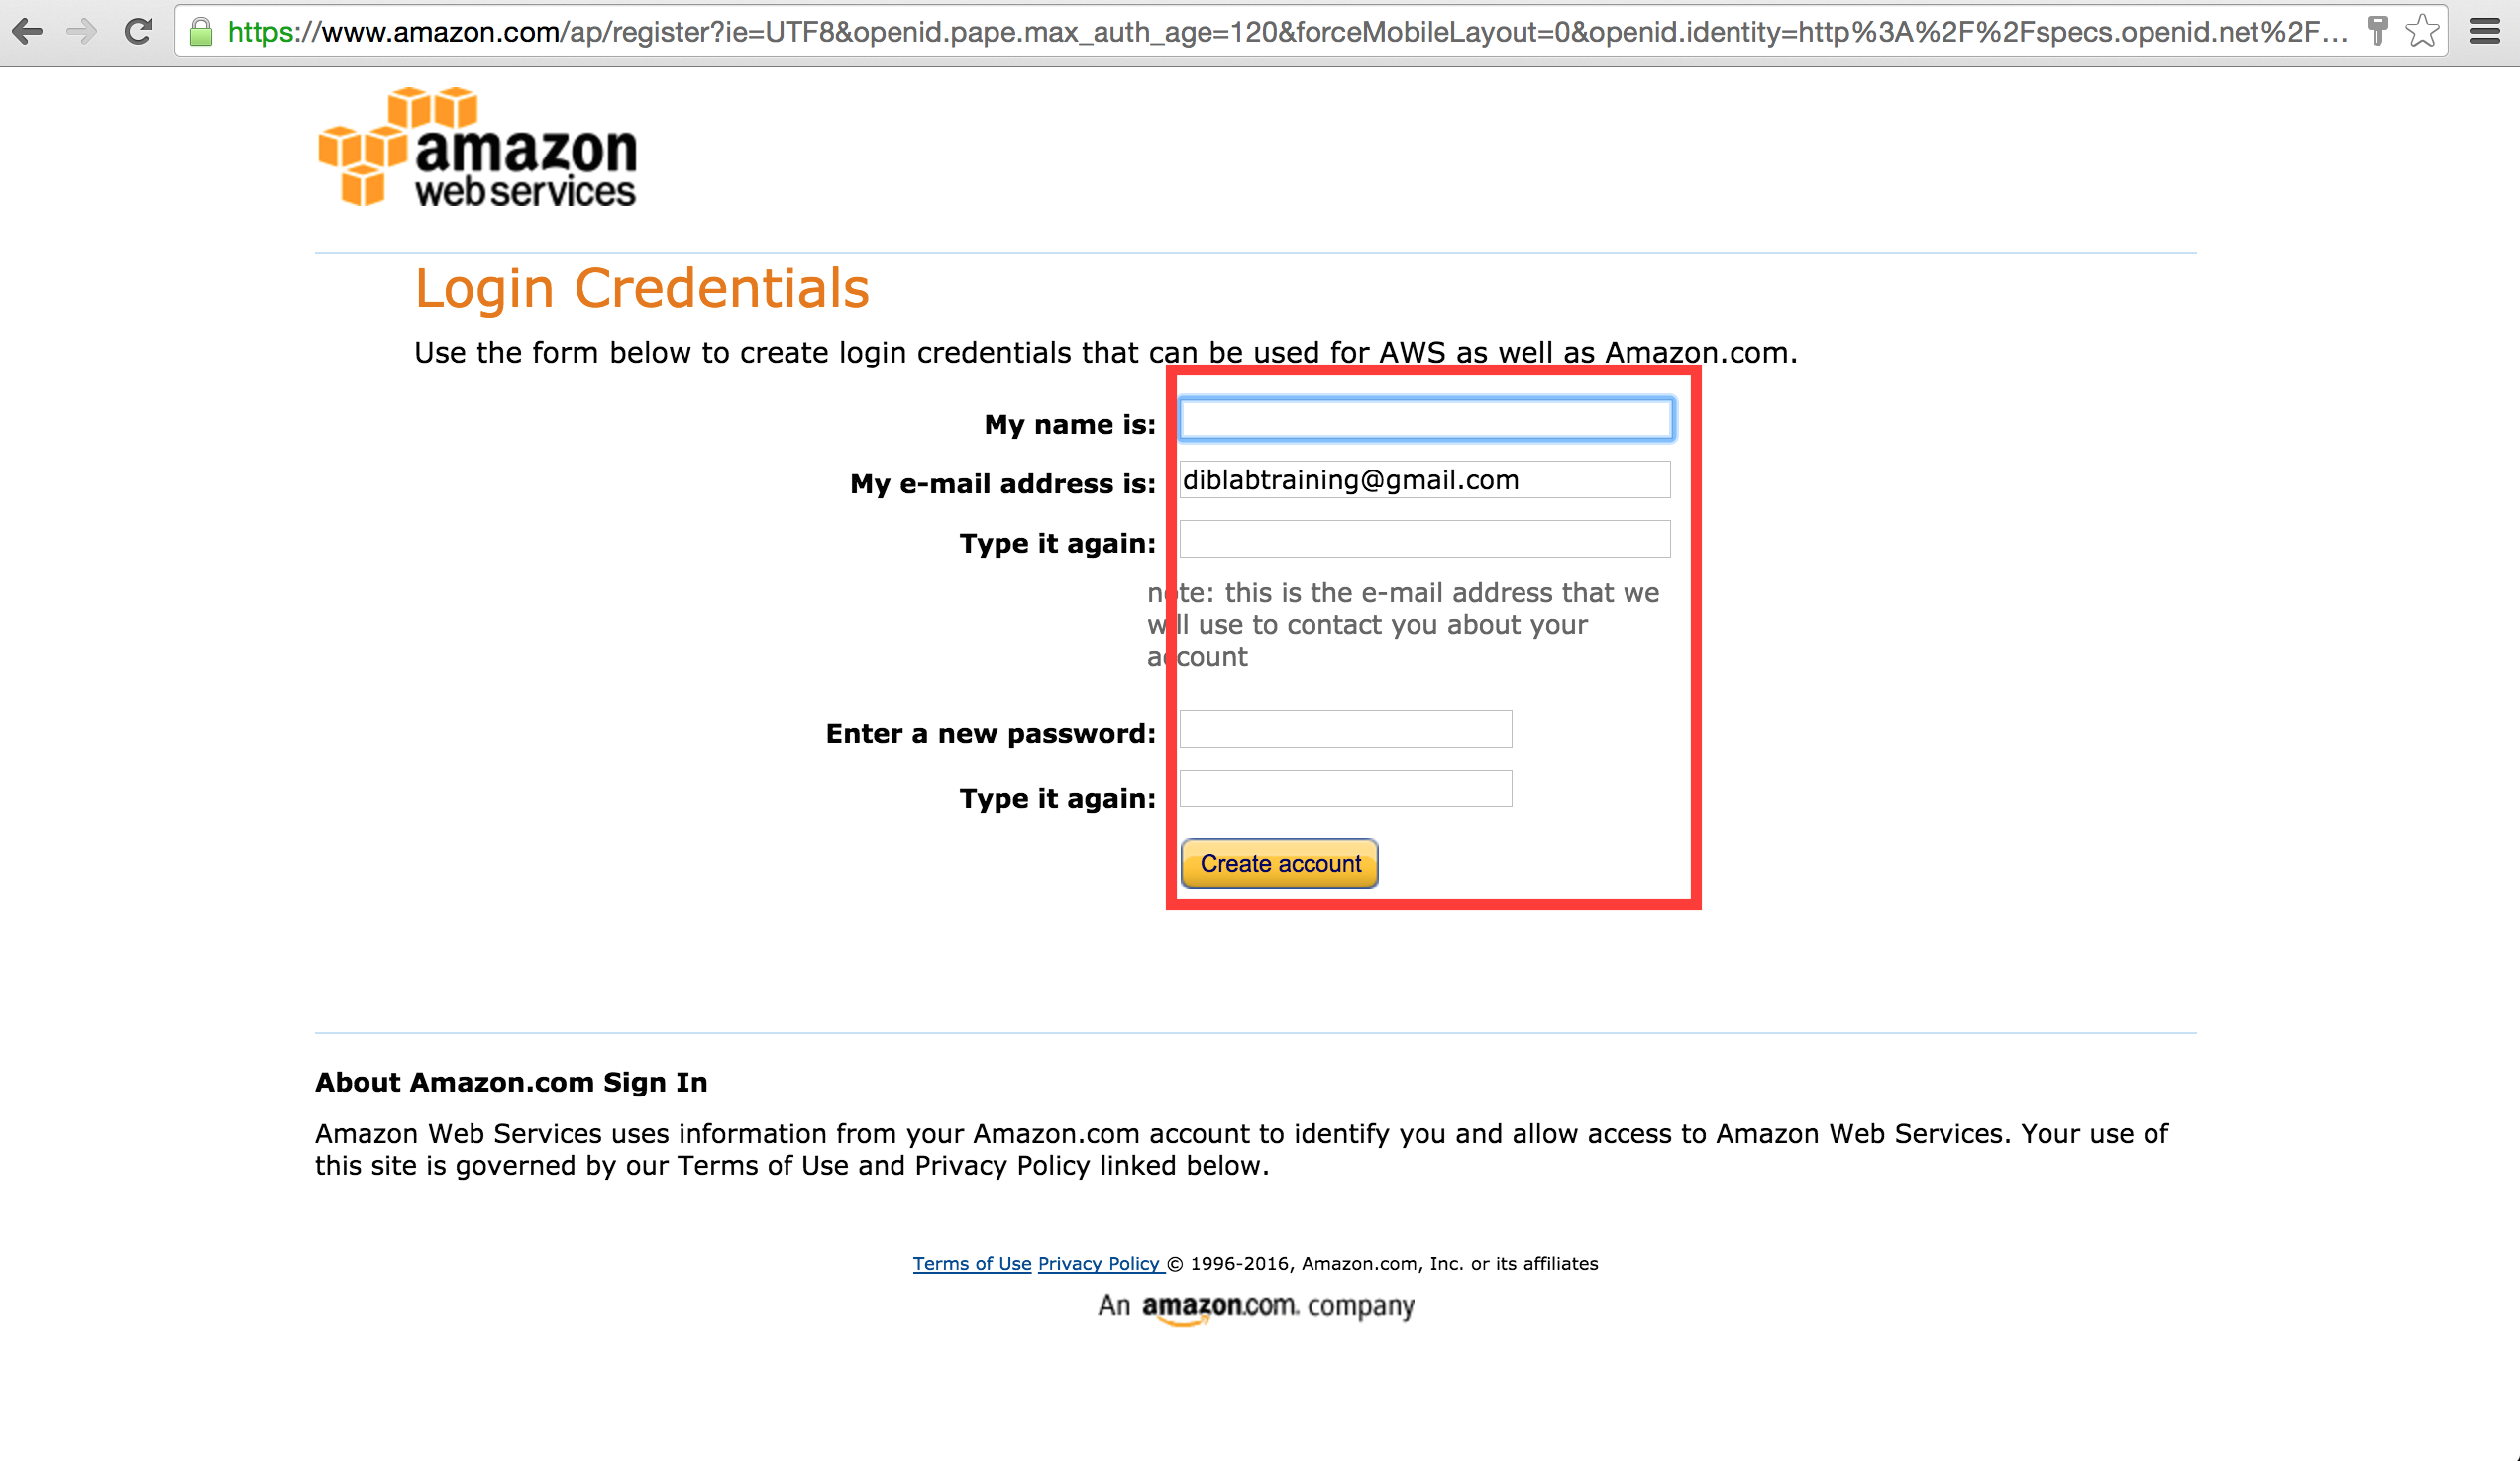 https://www.amazon.com/ap/register?ie=UTF8&openid.pape.max_auth_age=120&forceMobileLayout=0&openid.identity=http%3A%2F%2Fspecs.openid.net%2F...
amazon
web services
Login Credentials
Use the form below to create login credentials that can be used for AWS as well as Amazon.com.
My name is:
My e-mail address is: diblabtraining@gmail.com
Type it again:
note: this is the e-mail address that we
will use to contact you about your
account
Enter a new password:
Type it again:
Create account
About Amazon.com Sign In
Amazon Web Services uses information from your Amazon.com account to identify you and allow access to Amazon Web Services. Your use of
this site is governed by our Terms of Use and Privacy Policy linked below.
Terms of Use Privacy Policy © 1996-2016, Amazon.com, Inc. or its affiliates
An amazon.com. company